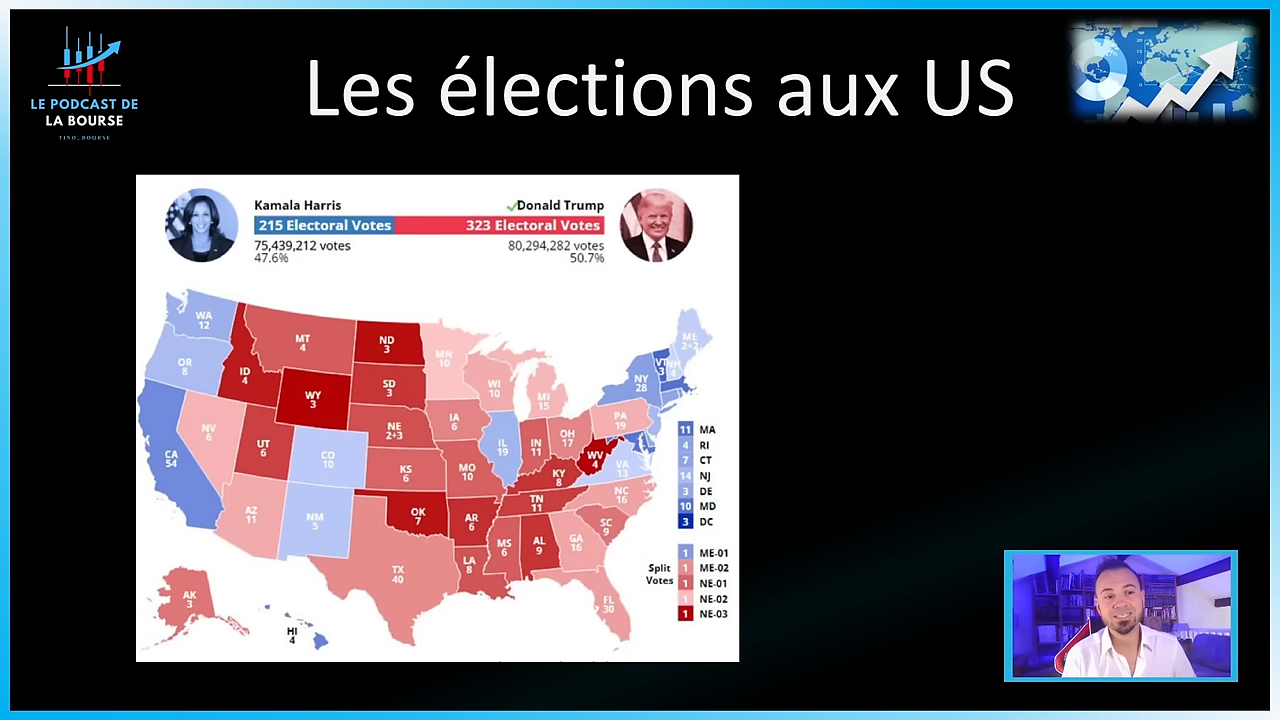 LE PODCAST DE
LA BOURSE
TINO_BOURSE
Les élections aux US
Kamala Harris
Donald Trump
215 Electoral Votes
323 Electoral Votes
75,439,212 votes
80,294,282 votes
47.6%
50.7%
WA
12
OR
8
CA
54
NV
6
ID
4
MT
4
WY
3
UT
6
AZ
11
CO
10
NM
5
ND
3
SD
3
NE
2+3
KS
6
OK
7
TX
40
MN
10
IA
6
MO
10
AR
6
LA
8
WI
10
IL
19
MI
15
IN
11
OH
17
KY
8
TN
11
MS
6
AL
9
GA
16
FL
30
SC
9
NC
16
VA
13
WV
4
PA
19
NY
28
VT
3
NH
4
ME
2+2
AK
3
HI
4
11 MA
4 RI
7 CT
14 NJ
3 DE
10 MD
3 DC
Split
Votes
1 ME-01
1 ME-02
1 NE-01
1 NE-02
1 NE-03